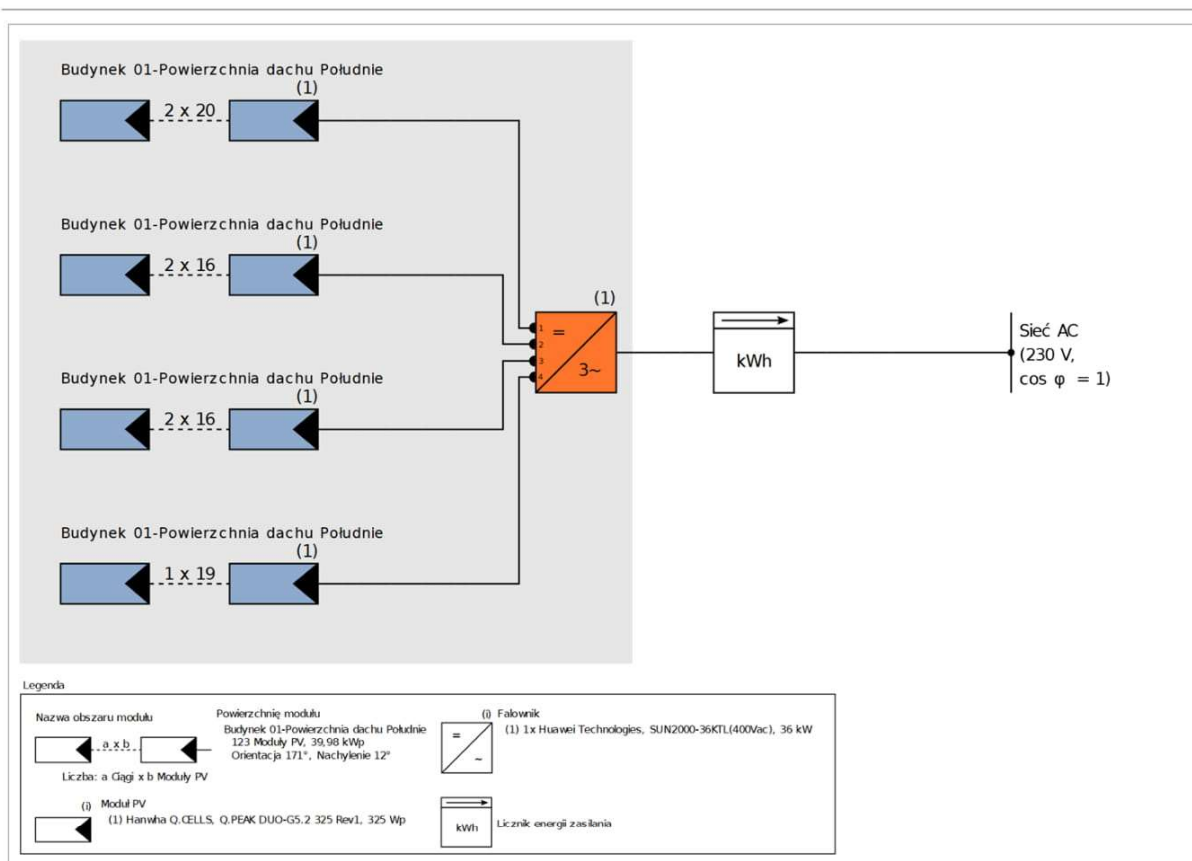 Budynek 01-Powierzchnia dachu Południe
(1)
2 x 20
Budynek 01-Powierzchnia dachu Południe
(1)
2 x 16
Budynek 01-Powierzchnia dachu Południe
(1)
2 x 16
Budynek 01-Powierzchnia dachu Południe
(1)
1 x 19
(1)
1
2
3
4
=
3~
kWh
Sieć AC
(230 V,
cos φ = 1)
Legenda
Nazwa obszaru modułu
a x b
Liczba: a Ciągi x b Moduły PV
Powierzchnię modułu
Budynek 01-Powierzchnia dachu Południe
123 Moduły PV, 39,98 kWp
Orientacja 171°, Nachylenie 12°
(i) Falownik
=
~
(1) 1x Huawei Technologies, SUN2000-36KTL(400Vac), 36 kW
(i) Moduł PV
(1) Hanwha Q.CELLS, Q.PEAK DUO-G5.2 325 Rev1, 325 Wp
kWh
Licznik energii zasilania